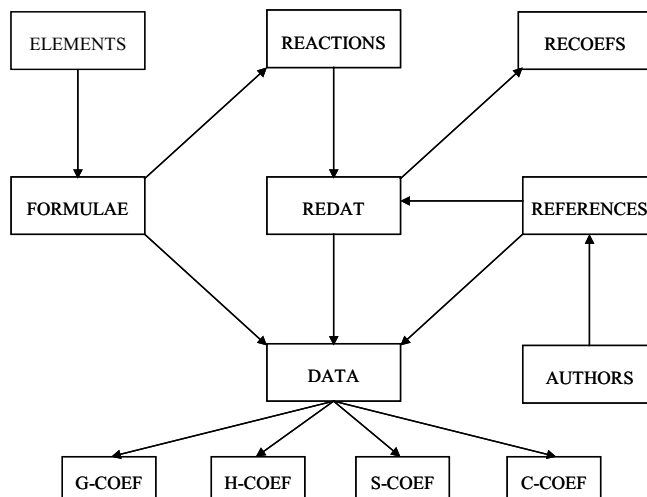 ELEMENTS
REACTIONS
RECOEFS
FORMULAE
REDAT
REFERENCES
DATA
AUTHORS
G-COEF
H-COEF
S-COEF
C-COEF